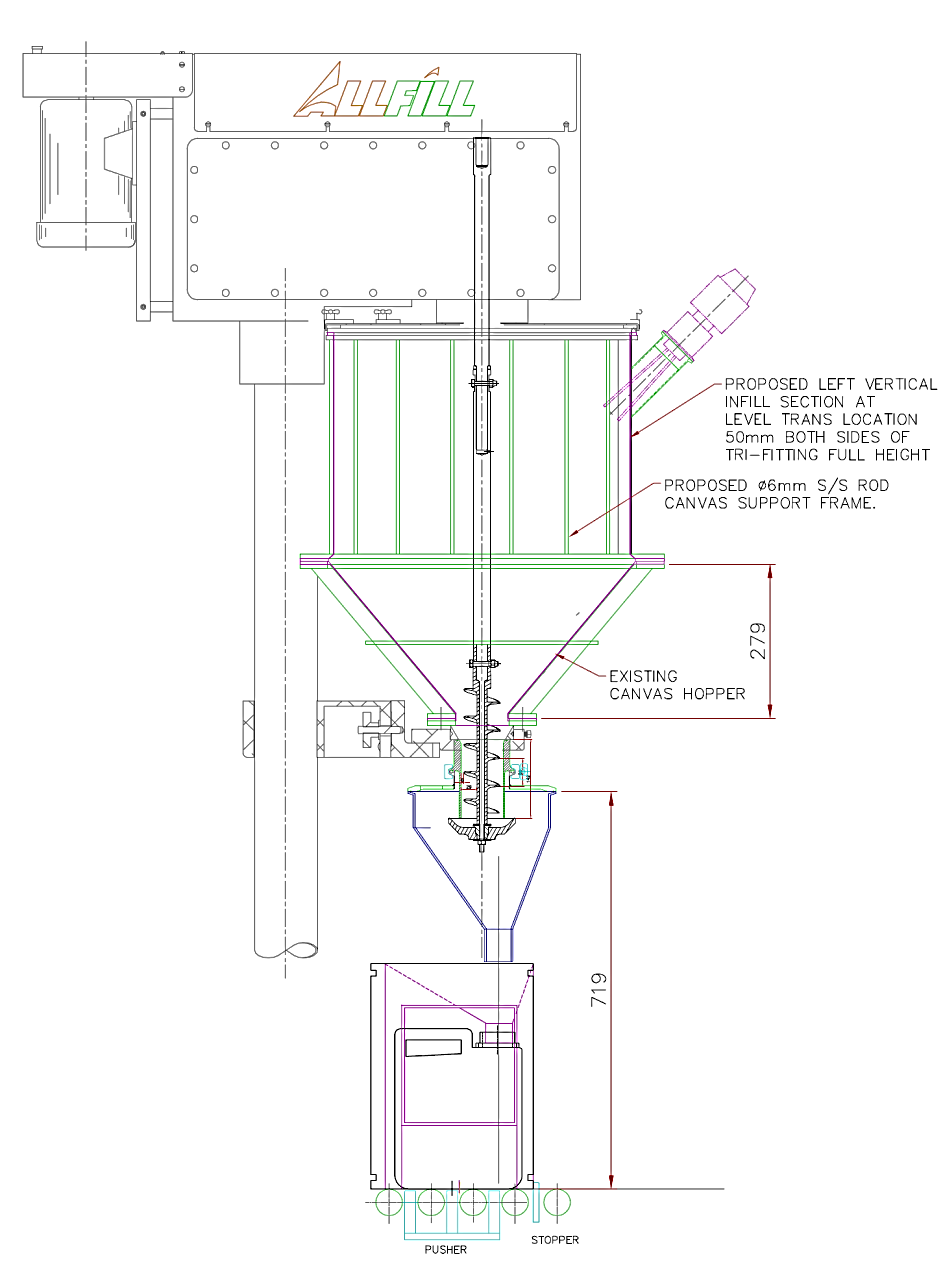 ALLFILL
PROPOSED LEFT VERTICAL
INFILL SECTION AT
LEVEL TRANS LOCATION
50mm BOTH SIDES OF
TRI-FITTING FULL HEIGHT
PROPOSED ø6mm S/S ROD
CANVAS SUPPORT FRAME.
279
EXISTING
CANVAS HOPPER
719
PUSHER
STOPPER